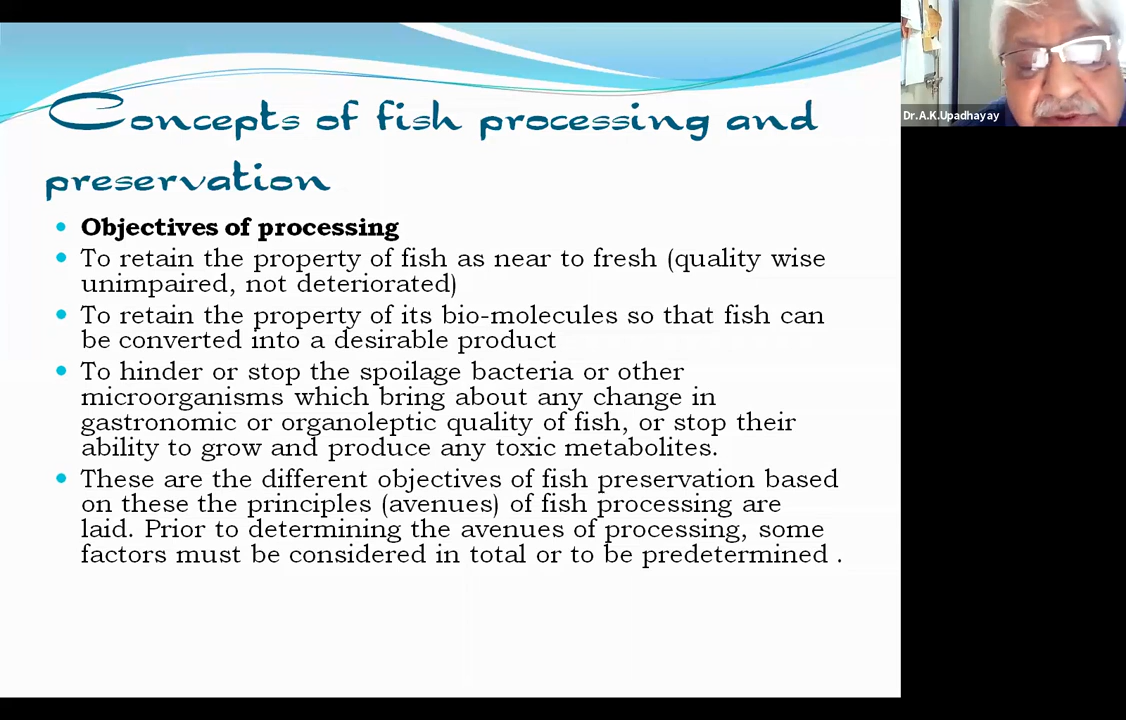 Concepts of fish processing and
preservation
Objectives of processing
To retain the property of fish as near to fresh (quality wise
unimpaired, not deteriorated)
To retain the property of its bio-molecules so that fish can
be converted into a desirable product
To hinder or stop the spoilage bacteria or other
microorganisms which bring about any change in
gastronomic or organoleptic quality of fish, or stop their
ability to grow and produce any toxic metabolites.
These are the different objectives of fish preservation based
on these the principles (avenues) of fish processing are
laid. Prior to determining the avenues of processing, some
factors must be considered in total or to be predetermined .
Dr.A.K.Upadhayay